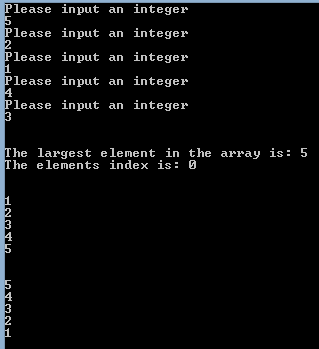 Please input an integer
5
Please input an integer
2
Please input an integer
1
Please input an integer
4
Please input an integer
3
The largest element in the array is: 5
The elements index is: 0
1
2
3
4
5
5
4
3
2
1